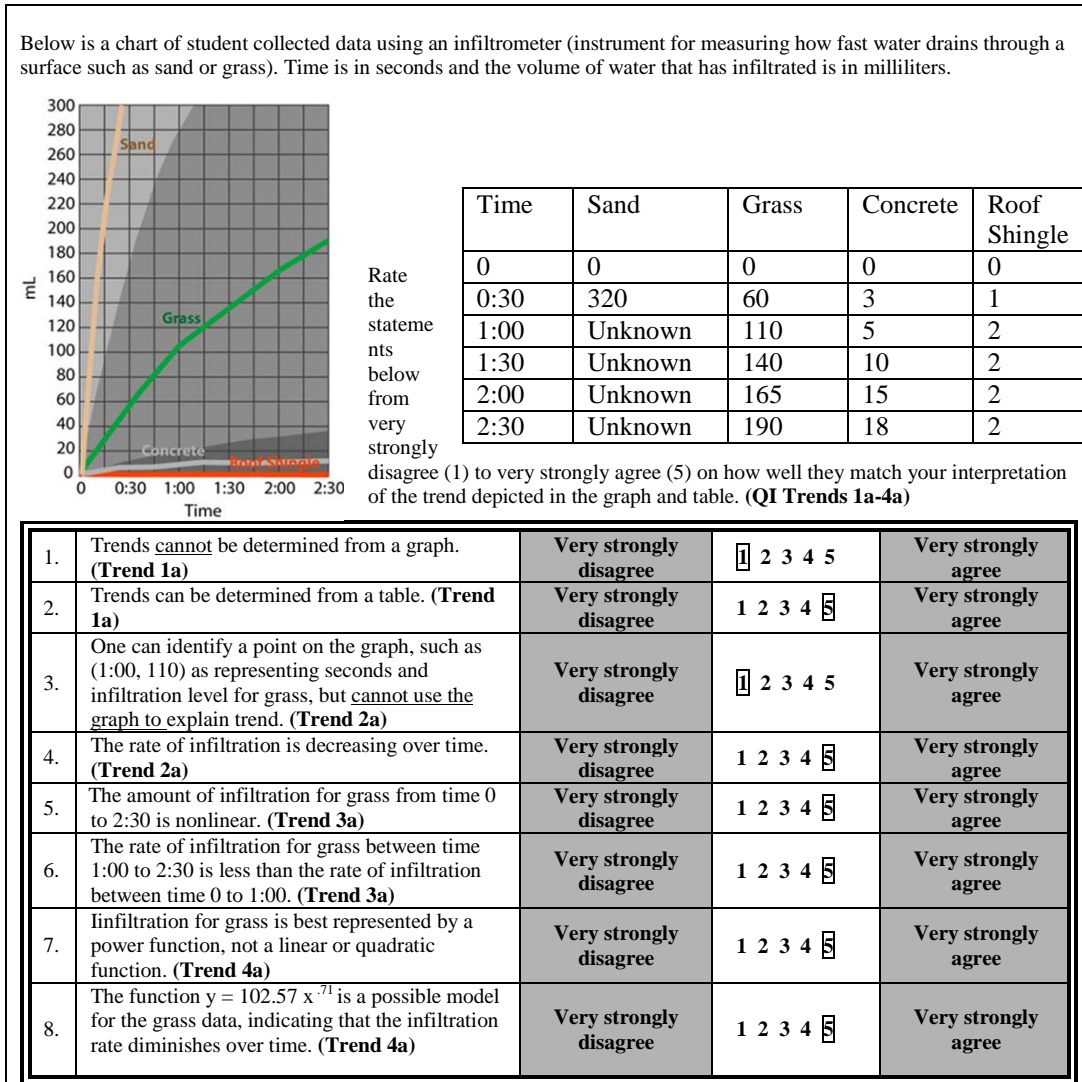 Below is a chart of student collected data using an infiltrometer (instrument for measuring how fast water drains through a
surface such as sand or grass). Time is in seconds and the volume of water that has infiltrated is in milliliters.
300
280
260
240
220
200
180
160
140
120
100
80
60
40
20
0
mL
Sand
Grass
Concrete
Roof Shingle
0 0:30 1:00 1:30 2:00 2:30
Time
Time Sand Grass Concrete Roof
Shingle
0 0 0 0 0
0:30 320 60 3 1
1:00 Unknown 110 5 2
1:30 Unknown 140 10 2
2:00 Unknown 165 15 2
2:30 Unknown 190 18 2
Rate
the
stateme
nts
below
from
very
strongly
disagree (1) to very strongly agree (5) on how well they match your interpretation
of the trend depicted in the graph and table. (QI Trends 1a-4a)
1. Trends cannot be determined from a graph.
(Trend 1a)
Very strongly
disagree
1 2 3 4 5
Very strongly
agree
2. Trends can be determined from a table. (Trend
1a)
Very strongly
disagree
1 2 3 4 5
Very strongly
agree
3. One can identify a point on the graph, such as
(1:00, 110) as representing seconds and
infiltration level for grass, but cannot use the
graph to explain trend. (Trend 2a)
Very strongly
disagree
1 2 3 4 5
Very strongly
agree
4. The rate of infiltration is decreasing over time.
(Trend 2a)
Very strongly
disagree
1 2 3 4 5
Very strongly
agree
5. The amount of infiltration for grass from time 0
to 2:30 is nonlinear. (Trend 3a)
Very strongly
disagree
1 2 3 4 5
Very strongly
agree
6. The rate of infiltration for grass between time
1:00 to 2:30 is less than the rate of infiltration
between time 0 to 1:00. (Trend 3a)
Very strongly
disagree
1 2 3 4 5
Very strongly
agree
7. Iinfiltration for grass is best represented by a
power function, not a linear or quadratic
function. (Trend 4a)
Very strongly
disagree
1 2 3 4 5
Very strongly
agree
8. The function y = 102.57 x .71 is a possible model
for the grass data, indicating that the infiltration
rate diminishes over time. (Trend 4a)
Very strongly
disagree
1 2 3 4 5
Very strongly
agree